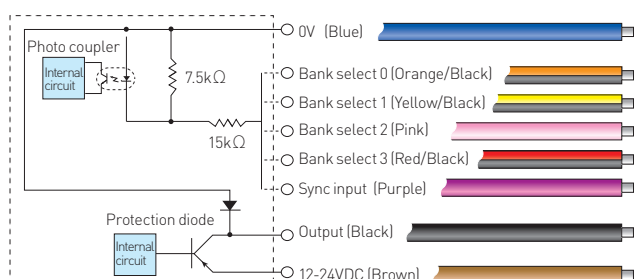 0V (Blue)
Photo coupler
Internal
circuit
7.5kΩ
15kΩ
Bank select 0 (Orange/Black)
Bank select 1 (Yellow/Black)
Bank select 2 (Pink)
Bank select 3 (Red/Black)
Sync input (Purple)
Protection diode
Output (Black)
Internal
circuit
12-24VDC (Brown)